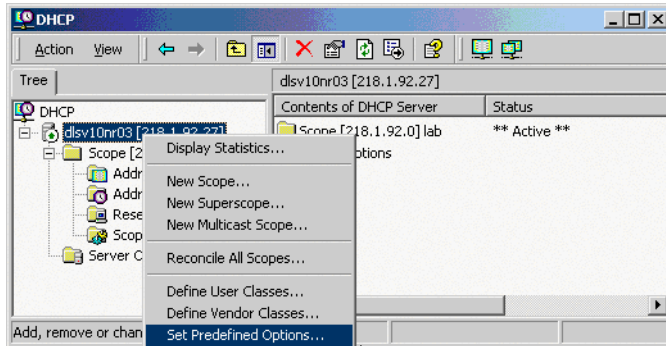 DHCP
Action View
Tree
dlsv10nr03 [218.1.92.27]
DHCP
Contents of DHCP Server Status
dlsv10nr03 [218.1.92.27]
Scope [218.1.92.0] lab ** Active **
Scope [2
Addr
Addr
Rese
Scop
Server C
Display Statistics...
New Scope...
New Superscope...
New Multicast Scope...
Reconcile All Scopes...
Define User Classes...
Define Vendor Classes...
Set Predefined Options...
Add, remove or chan